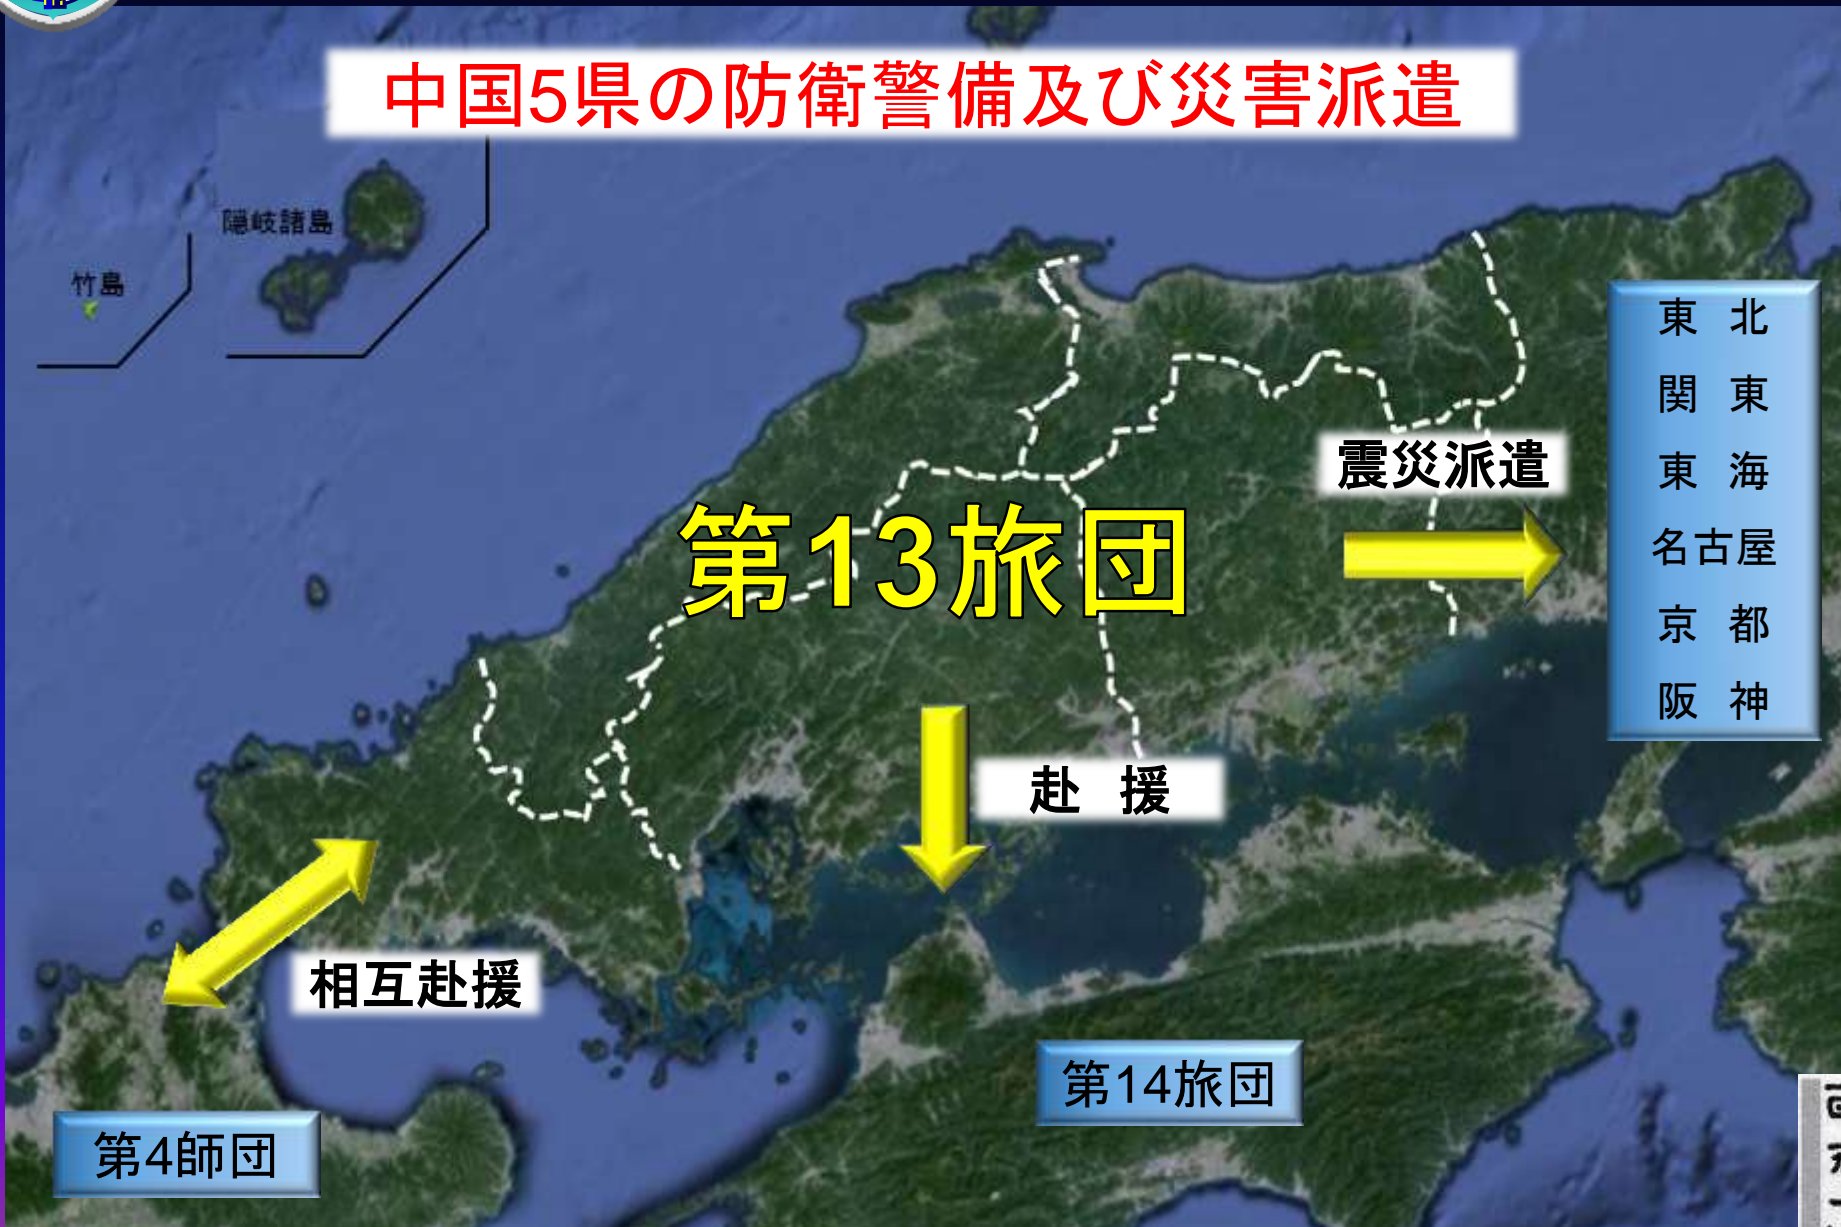 中国5県の防衛警備及び災害派遣
隠岐諸島
竹島
東 北
関 東
東 海
名古屋
京 都
阪 神
震災派遣
第13旅団
赴 援
相互赴援
第14旅団
第4師団